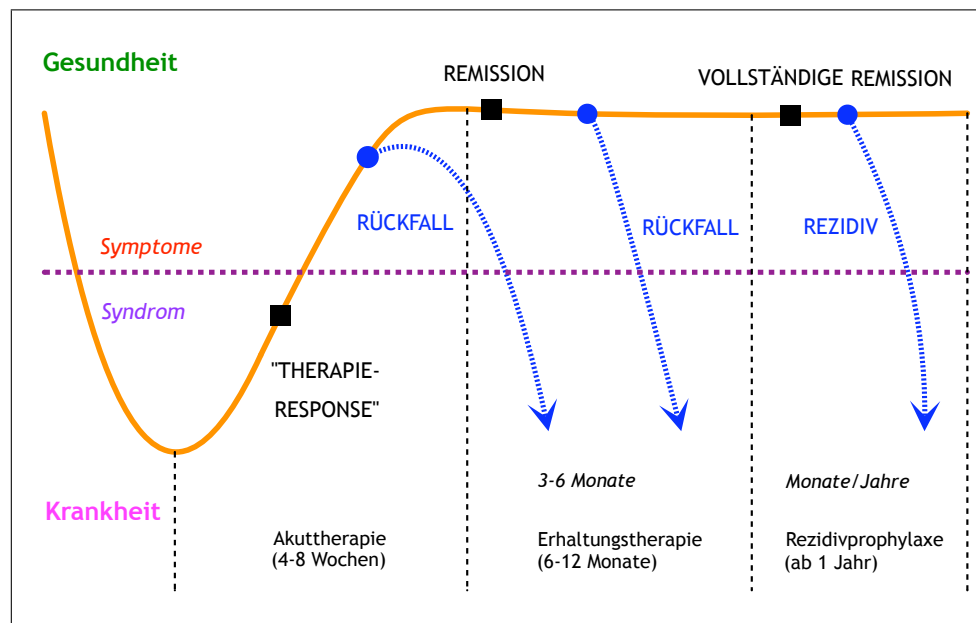 Gesundheit
REMISSION
VOLLSTÄNDIGE REMISSION
RÜCKFALL
RÜCKFALL
REZIDIV
Symptome
Syndrom
"THERAPIE-
RESPONSE"
3-6 Monate
Monate/Jahre
Krankheit
Akuttherapie
(4-8 Wochen)
Erhaltungstherapie
(6-12 Monate)
Rezidivprophylaxe
(ab 1 Jahr)